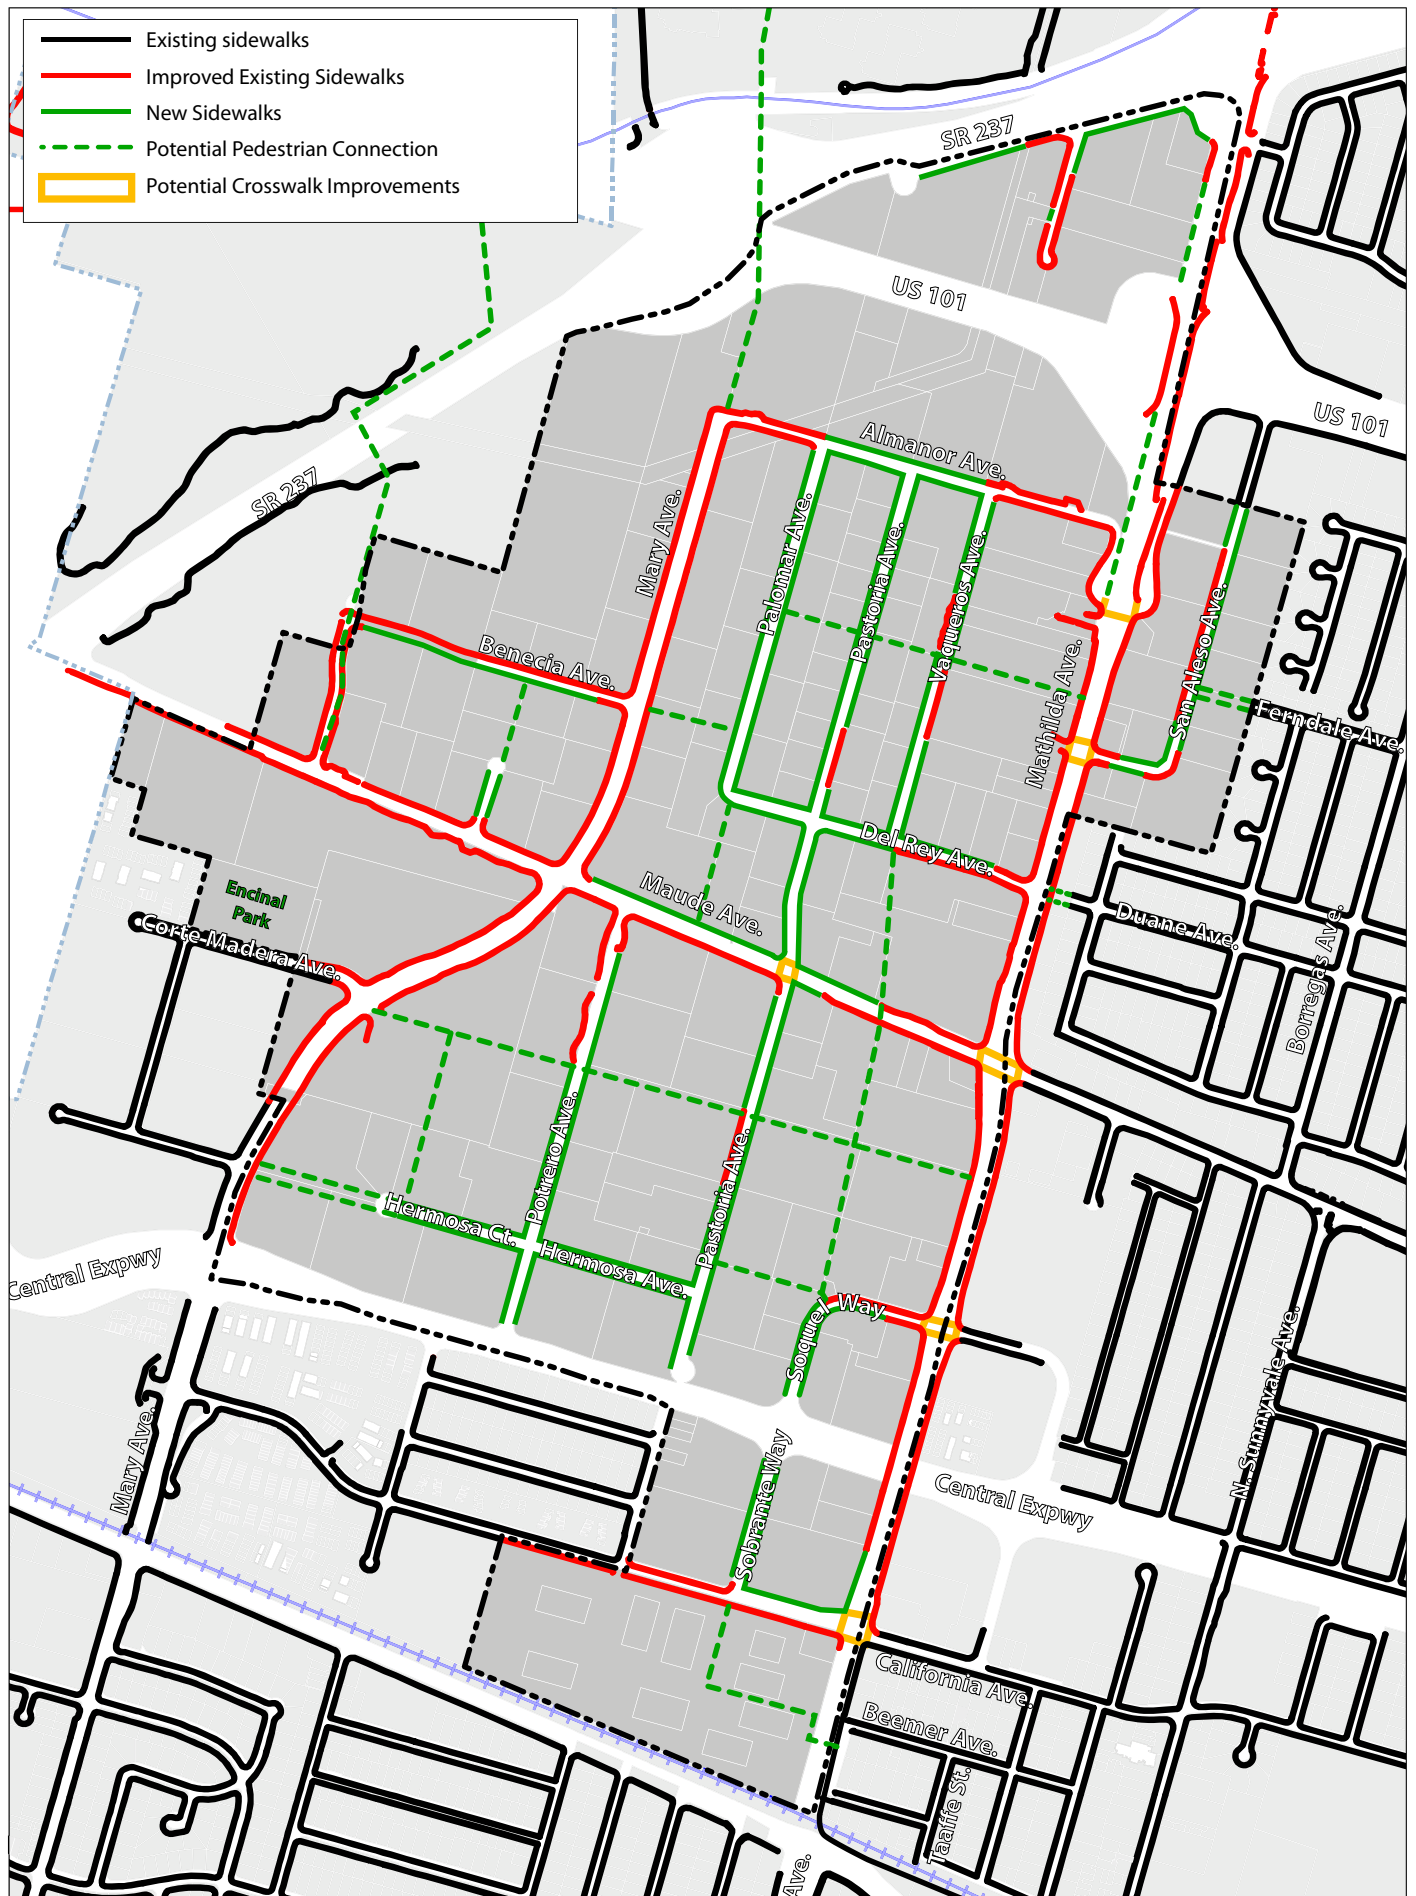 Existing sidewalks
Improved Existing Sidewalks
New Sidewalks
Potential Pedestrian Connection
Potential Crosswalk Improvements
SR 237
US 101
US 101
SR 237
Almanor Ave.
Mary Ave.
Palomar Ave.
Pastoria Ave.
Vaqueros Ave.
Benecia Ave.
Mathilda Ave.
San Aleso Ave.
Ferndale Ave.
Del Rey Ave.
Maude Ave.
Encinal
Park
Corte Madera Ave.
Duane Ave.
Borregas Ave.
Potrero Ave.
Pastoria Ave.
Hermosa Ct.
Hermosa Ave.
Central Expwy
Soquel Way
Mary Ave.
Sobrante Way
N. Sunnyvale Ave.
Central Expwy
California Ave.
Beemer Ave.
Taaffe St.
Ave.